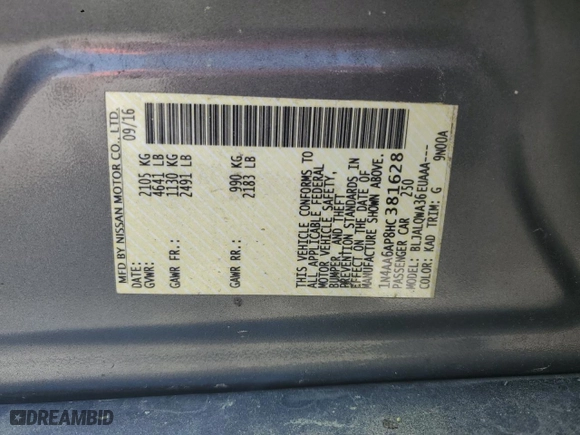 MFD BY NISSAN MOTOR CO., LTD.
09/16
GVWR: 2105 KG
4641 LB
GAWR FR: 1130 KG
2491 LB
GAWR RR: 990 KG
2183 LB
THIS VEHICLE CONFORMS TO
ALL APPLICABLE FEDERAL
MOTOR VEHICLE SAFETY,
BUMPER, AND THEFT
PREVENTION STANDARDS IN
EFFECT ON THE DATE OF
MANUFACTURE SHOWN ABOVE.
1N4AA6AP8HC381628
PASSENGER CAR 750
MODEL: BLJALQWA36EUAAA---
COLOR: KAD TRIM: G 9N00A
DREAMBID